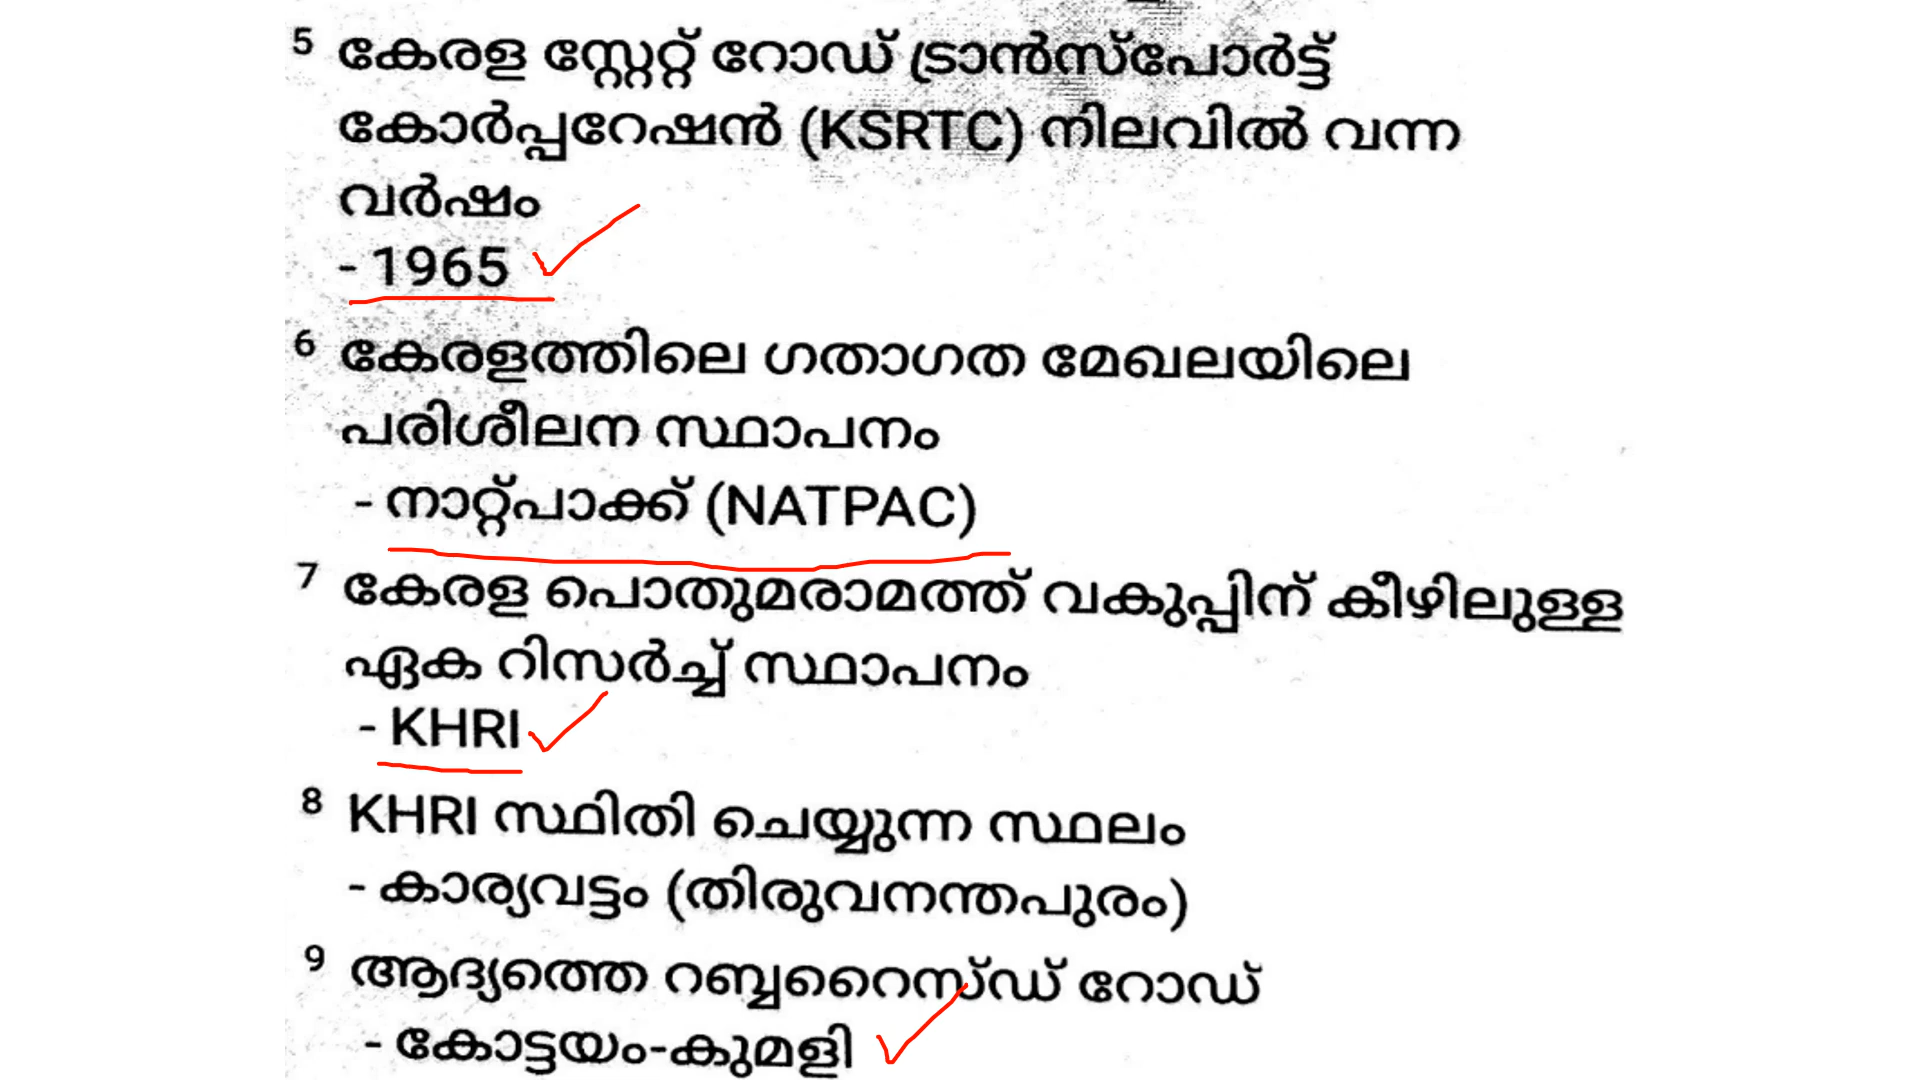 5 കേരള സ്റ്റേറ്റ് റോഡ് ട്രാൻസ്പോർട്ട്
കോർപ്പറേഷൻ (KSRTC) നിലവിൽ വന്ന
വർഷം
- 1965
6 കേരളത്തിലെ ഗതാഗത മേഖലയിലെ
പരിശീലന സ്ഥാപനം
- നാറ്റ്പാക്ക് (NATPAC)
7 കേരള പൊതുമരാമത്ത് വകുപ്പിന് കീഴിലുള്ള
ഏക റിസർച്ച് സ്ഥാപനം
- KHRI
8 KHRI സ്ഥിതി ചെയ്യുന്ന സ്ഥലം
- കാര്യവട്ടം (തിരുവനന്തപുരം)
9 ആദ്യത്തെ റബ്ബറൈസ്ഡ് റോഡ്
- കോട്ടയം-കുമളി